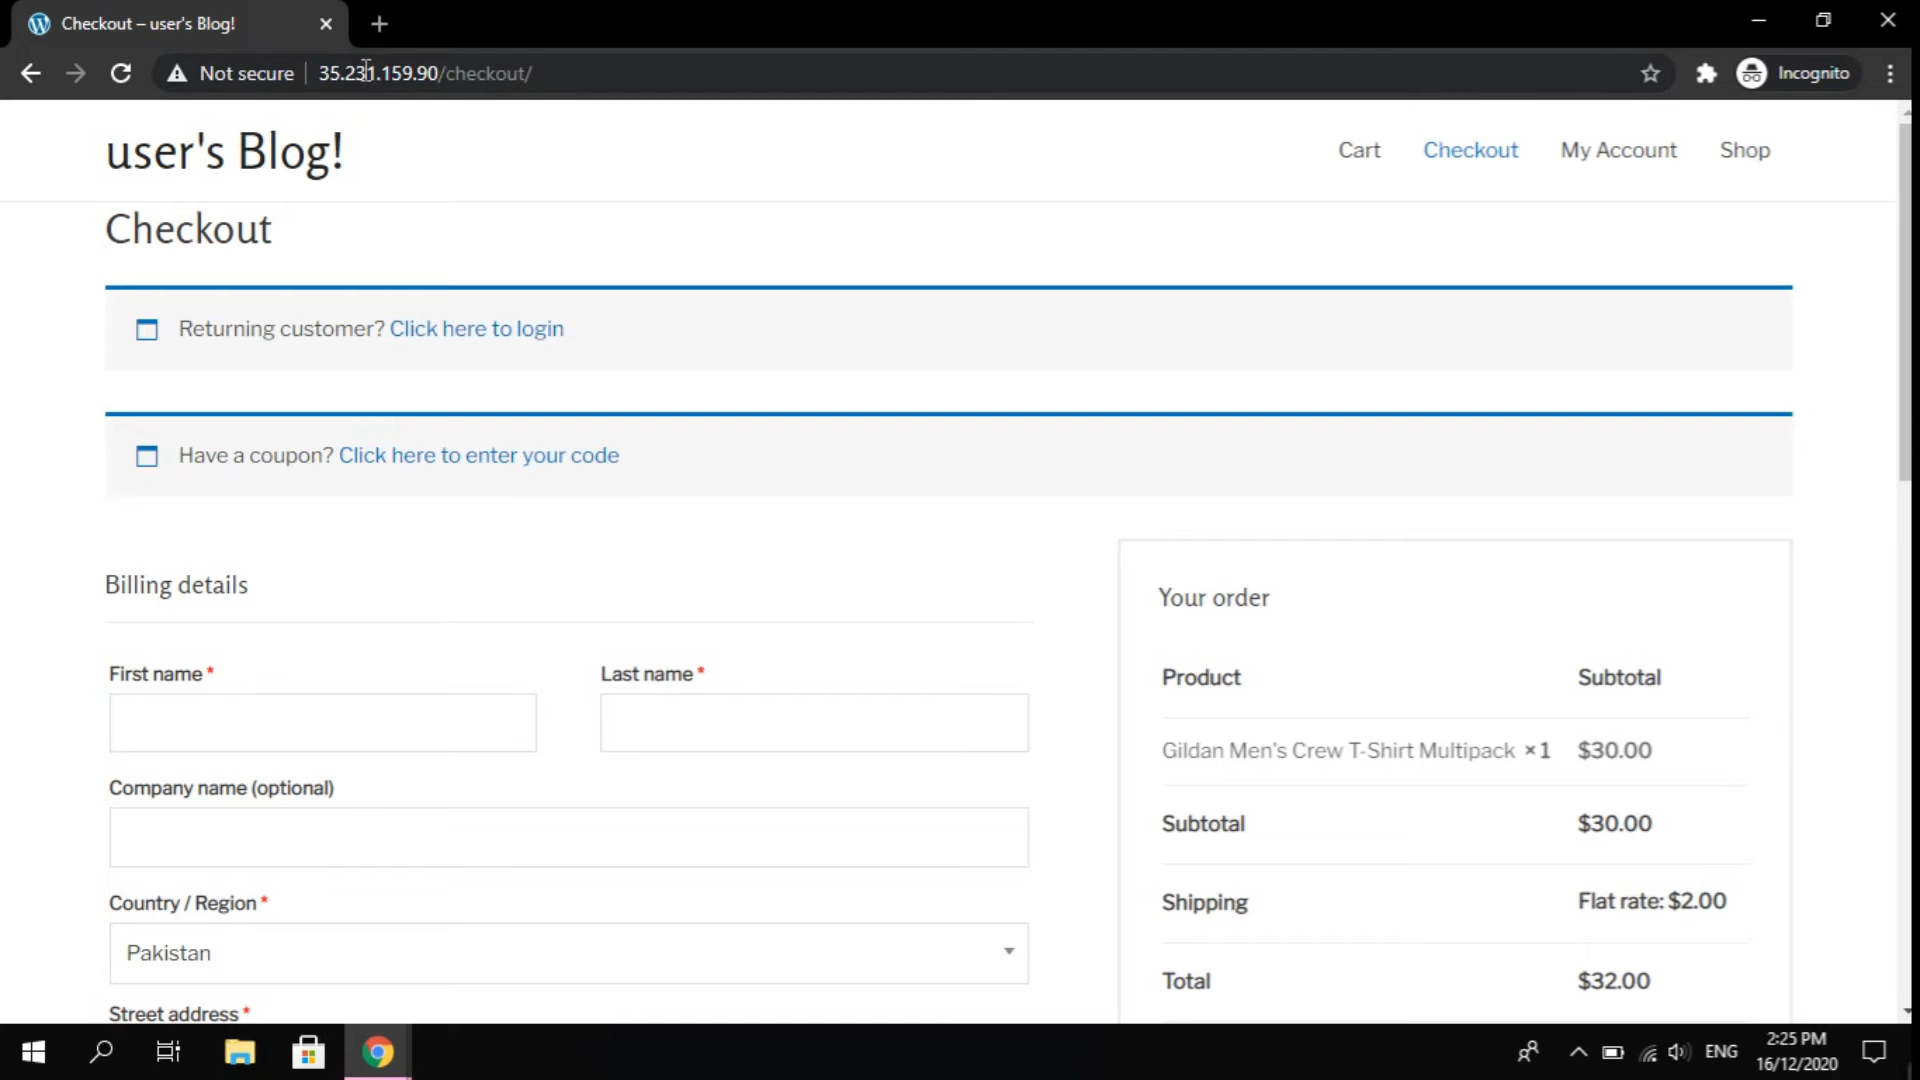 Checkout – user's Blog!
Not secure 35.231.159.90/checkout/
Incognito
user's Blog!
Cart Checkout My Account Shop
Checkout
Returning customer? Click here to login
Have a coupon? Click here to enter your code
Billing details
First name *
Last name *
Company name (optional)
Country / Region *
Pakistan
Street address *
Your order
Product Subtotal
Gildan Men's Crew T-Shirt Multipack × 1 $30.00
Subtotal $30.00
Shipping Flat rate: $2.00
Total $32.00
ENG
2:25 PM
16/12/2020